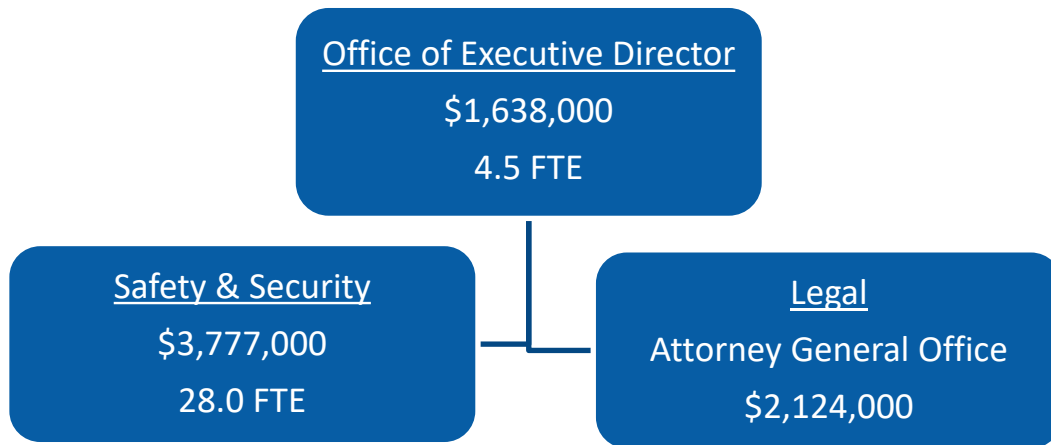 Office of Executive Director
$1,638,000
4.5 FTE
Safety & Security
$3,777,000
28.0 FTE
Legal
Attorney General Office
$2,124,000